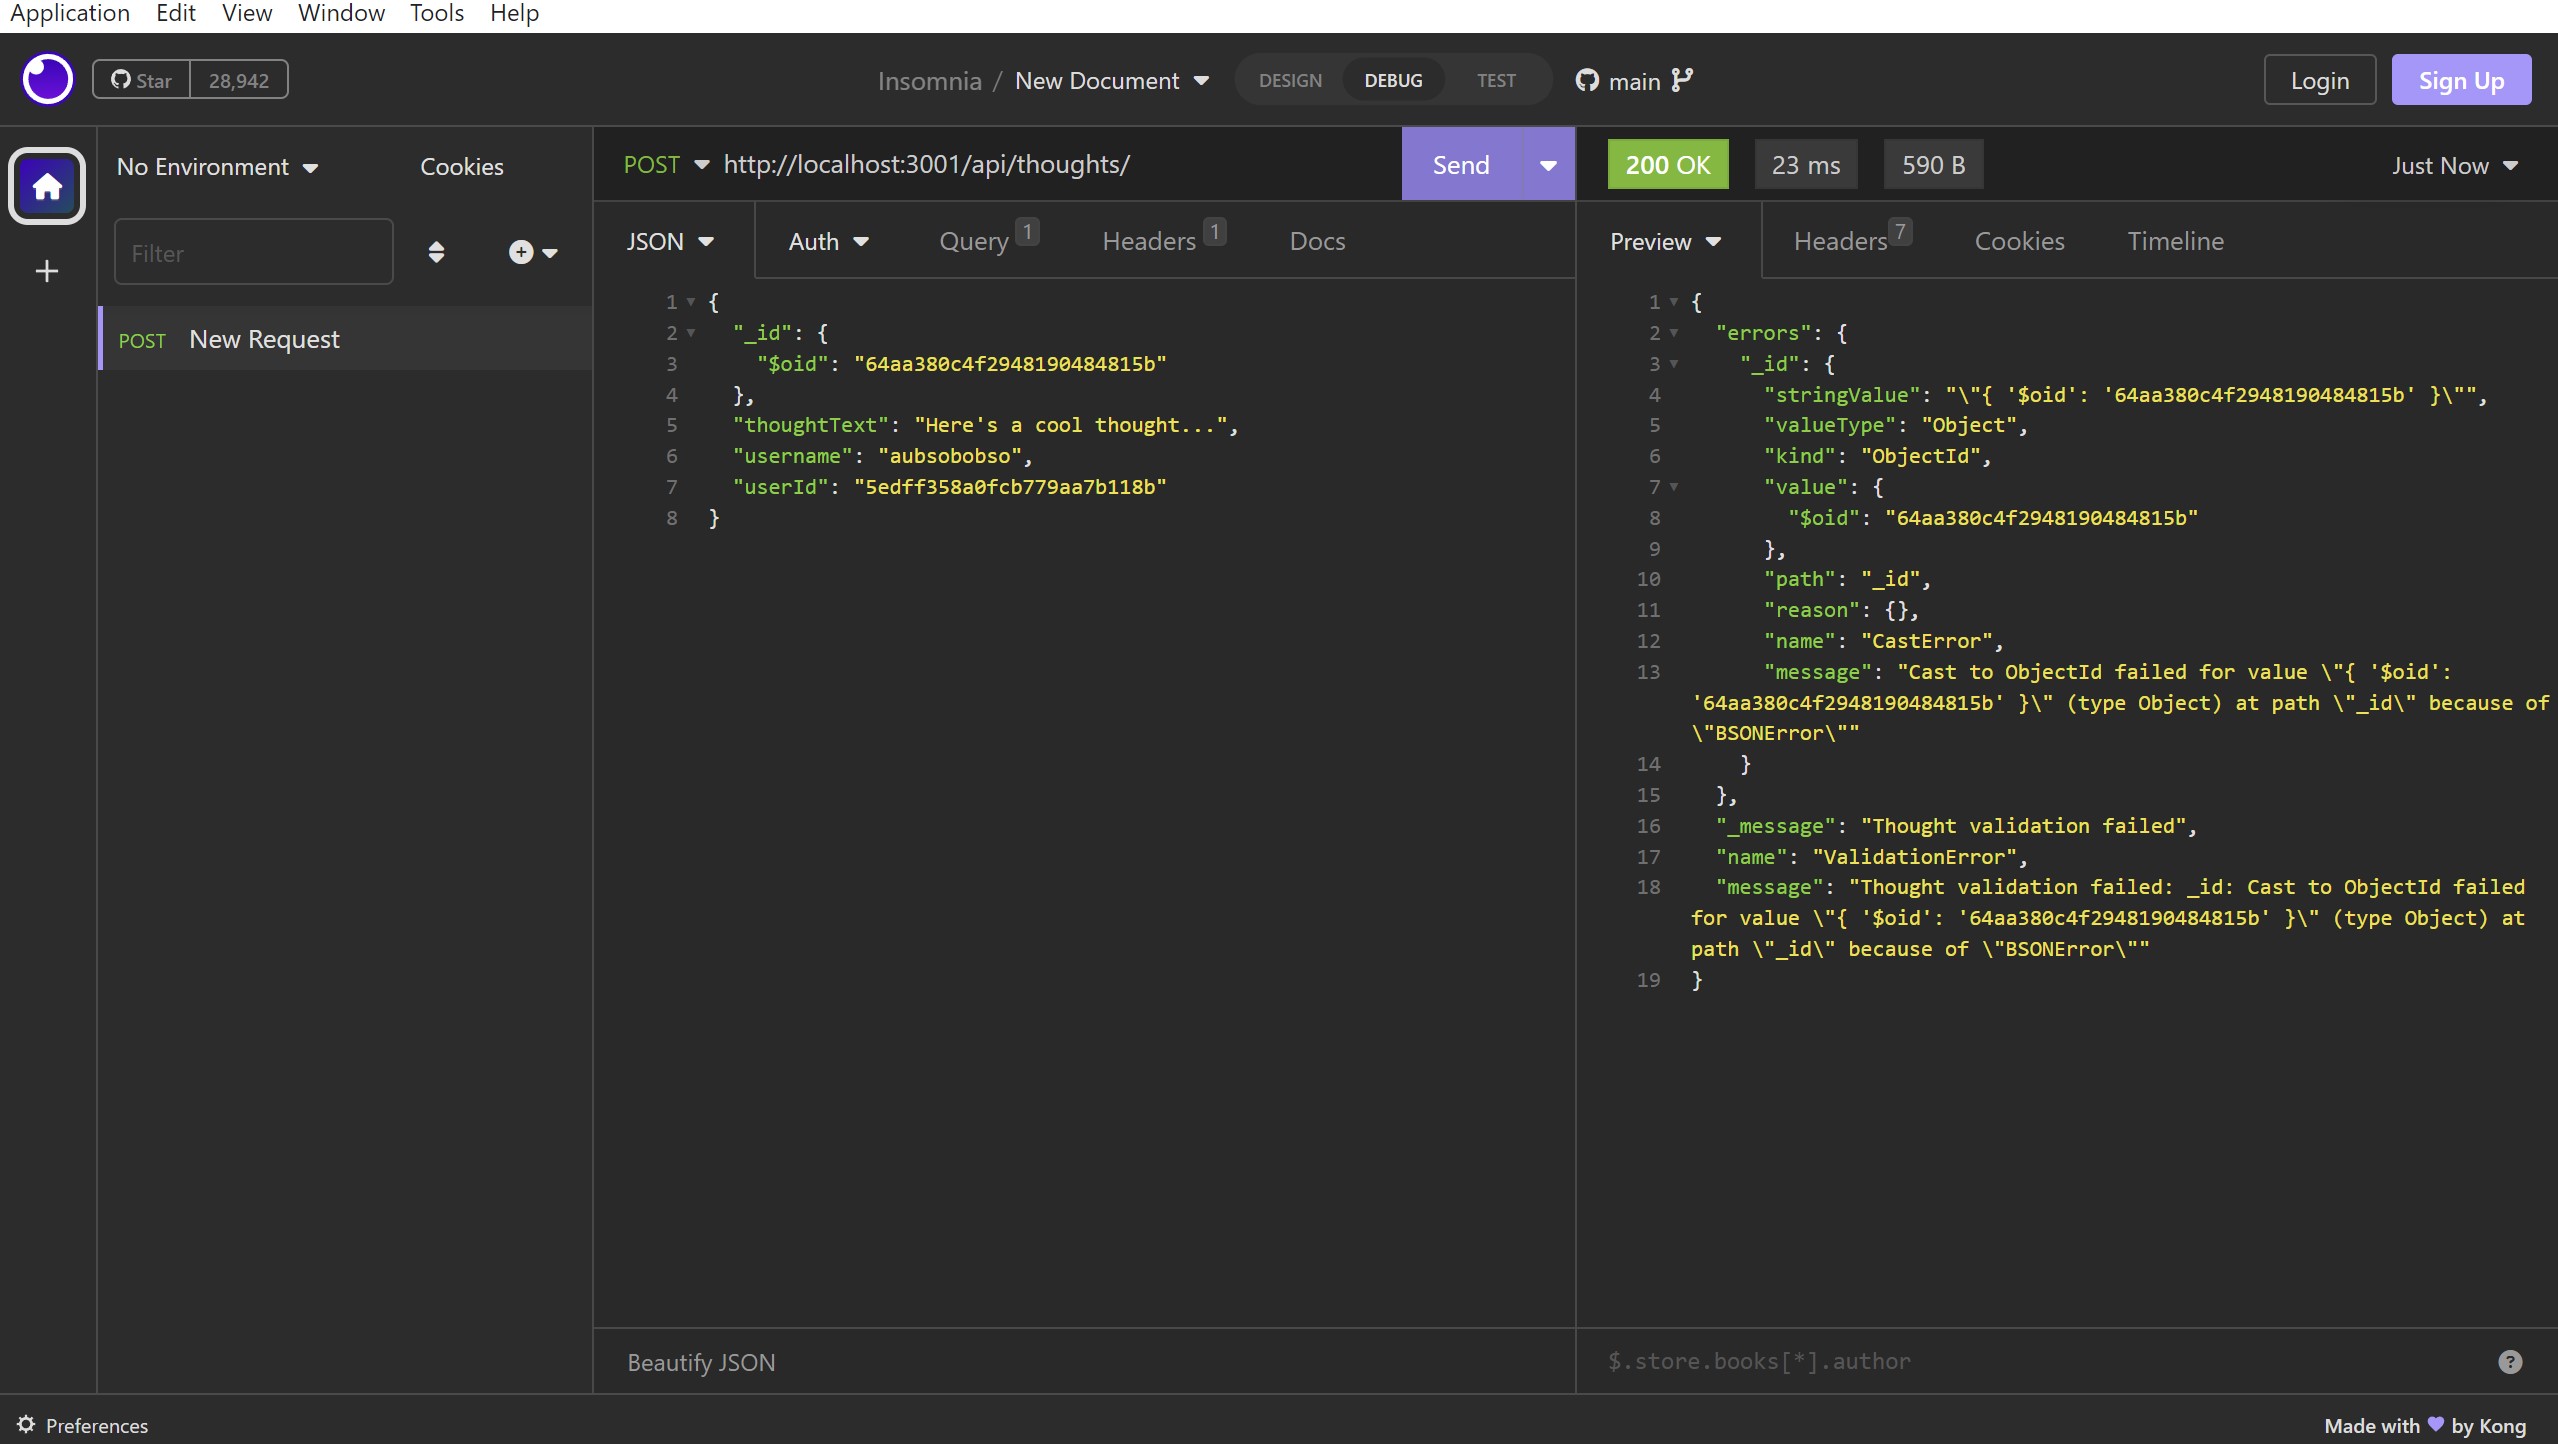 Application Edit View Window Tools Help
Star 28,942
Insomnia / New Document
DESIGN DEBUG TEST
main
Login
Sign Up
No Environment
Cookies
Filter
POST New Request
POST http://localhost:3001/api/thoughts/
Send
JSON Auth Query 1 Headers 1 Docs
1 {
2 "_id": {
3 "$oid": "64aa380c4f2948190484815b"
4 },
5 "thoughtText": "Here's a cool thought...",
6 "username": "aubsobobso",
7 "userId": "5edff358a0fcb779aa7b118b"
8 }
Beautify JSON
200 OK 23 ms 590 B Just Now
Preview Headers 7 Cookies Timeline
1 {
2 "errors": {
3 "_id": {
4 "stringValue": "\"{ '$oid': '64aa380c4f2948190484815b' }\"",
5 "valueType": "Object",
6 "kind": "ObjectId",
7 "value": {
8 "$oid": "64aa380c4f2948190484815b"
9 },
10 "path": "_id",
11 "reason": {},
12 "name": "CastError",
13 "message": "Cast to ObjectId failed for value \"{ '$oid':
'64aa380c4f2948190484815b' }\" (type Object) at path \"_id\" because of
\"BSONError\""
14 }
15 },
16 "_message": "Thought validation failed",
17 "name": "ValidationError",
18 "message": "Thought validation failed: _id: Cast to ObjectId failed
for value \"{ '$oid': '64aa380c4f2948190484815b' }\" (type Object) at
path \"_id\" because of \"BSONError\""
19 }
$.store.books[*].author
Preferences
Made with 💜 by Kong